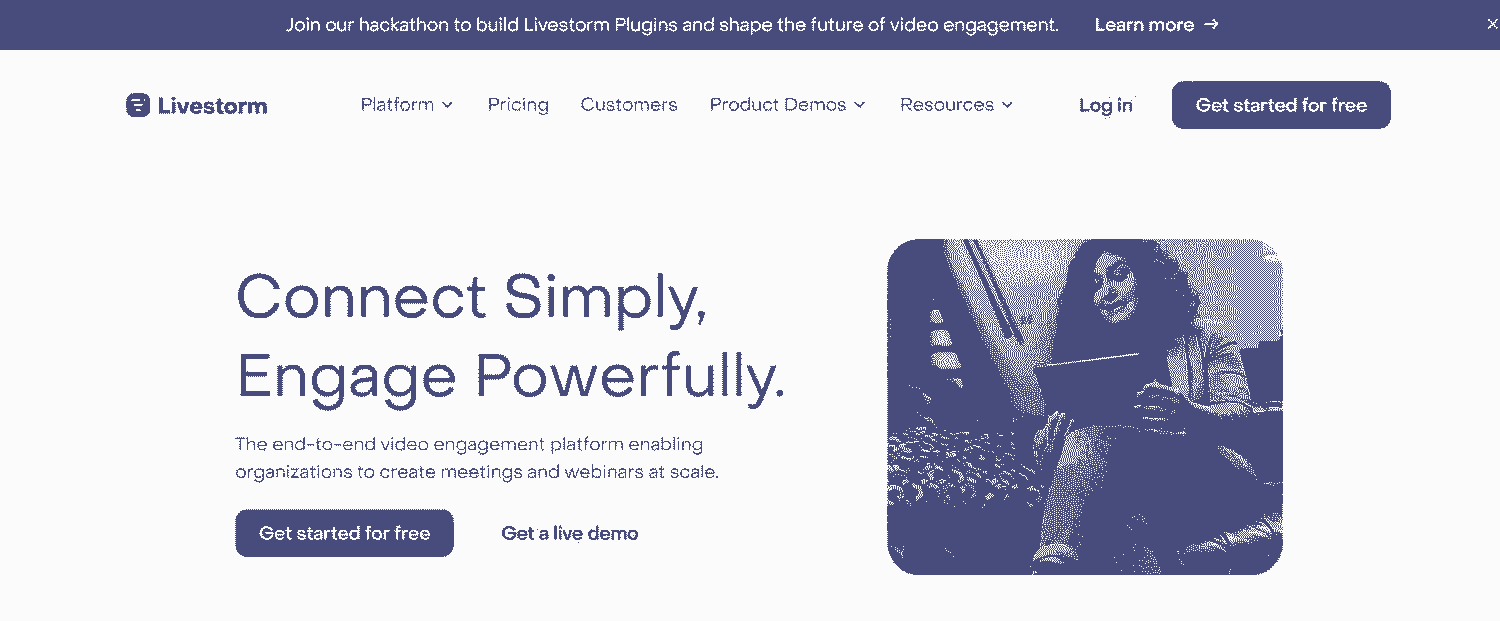 Join our hackathon to build Livestorm Plugins and shape the future of video engagement. Learn more →
Livestorm Platform Pricing Customers Product Demos Resources Log in Get started for free
Connect Simply,
Engage Powerfully.
The end-to-end video engagement platform enabling
organizations to create meetings and webinars at scale.
Get started for free Get a live demo